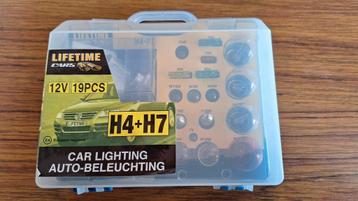 LIFETIME
CARS
12V 19PCS
H4+H7
CAR LIGHTING
AUTO-BELEUCHTING